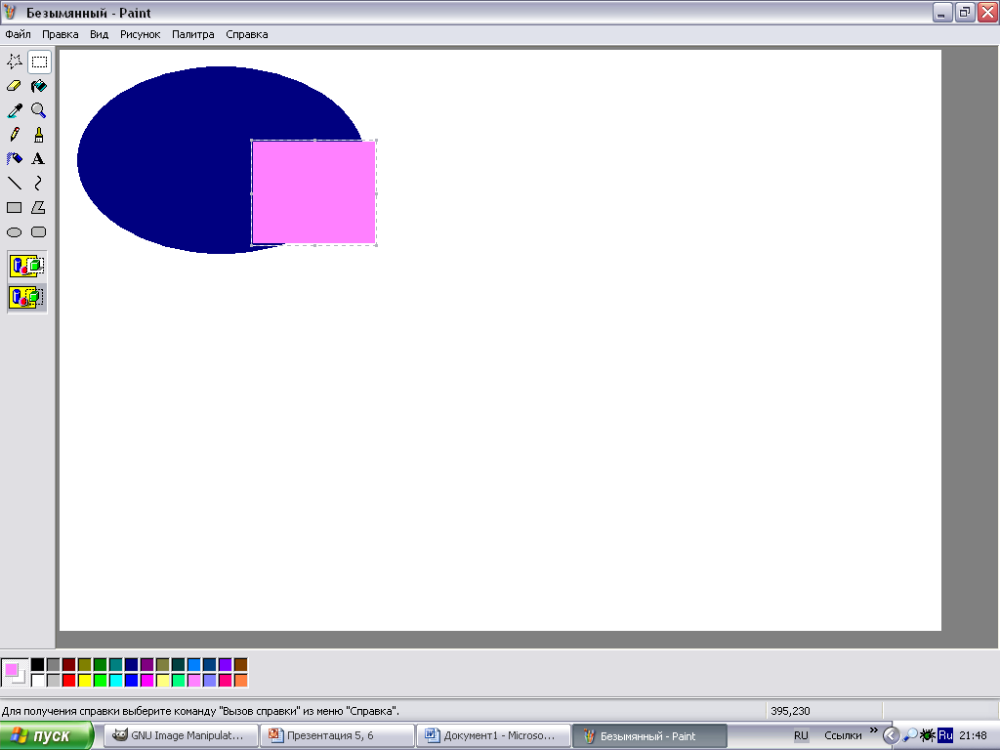 Безымянный - Paint
Файл Правка Вид Рисунок Палитра Справка
A
Для получения справки выберите команду "Вызов справки" из меню "Справка".
395,230
пуск
GNU Image Manipulat...
Презентация 5, 6
Документ1 - Microso...
Безымянный - Paint
RU
Ссылки »
Ru
21:48